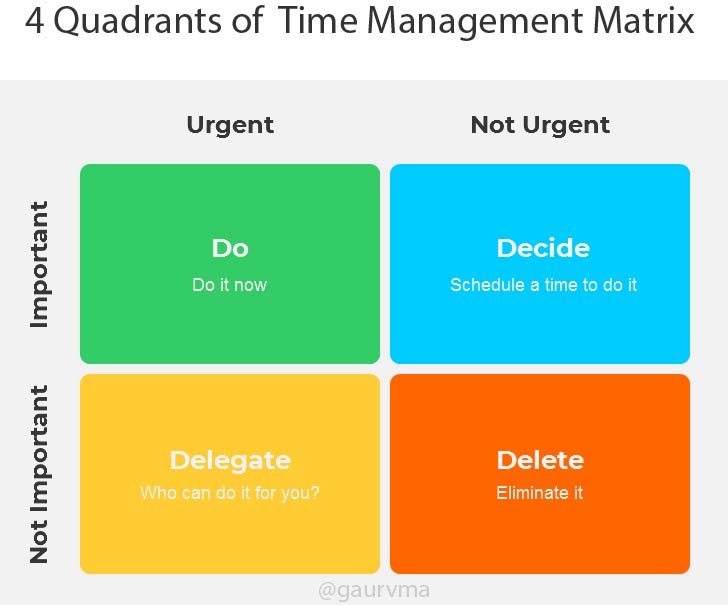 4 Quadrants of Time Management Matrix
Urgent
Not Urgent
Important
Do
Do it now
Decide
Schedule a time to do it
Not Important
Delegate
Who can do it for you?
Delete
Eliminate it
@gaurvma